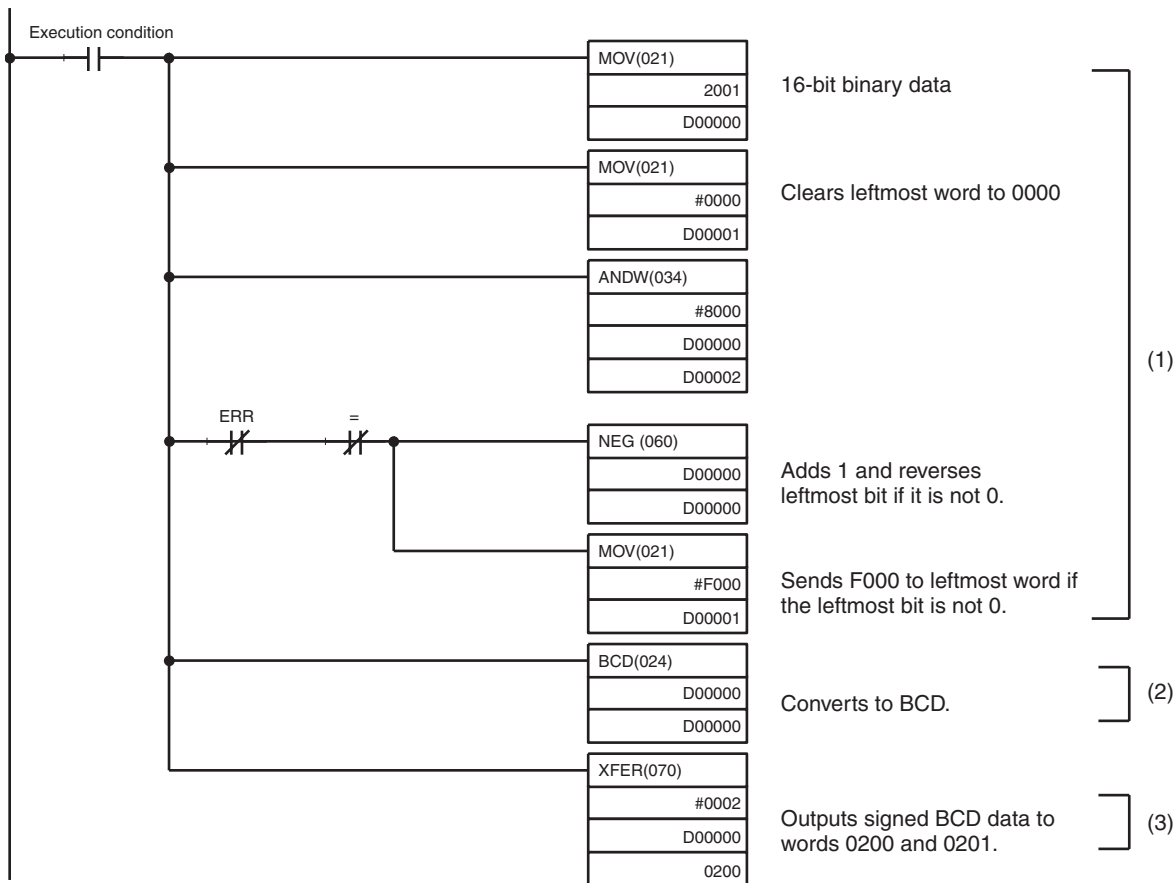 Execution condition
MOV(021)
2001
D00000
16-bit binary data
MOV(021)
#0000
D00001
Clears leftmost word to 0000
ANDW(034)
#8000
D00000
D00002
(1)
ERR
=
NEG (060)
D00000
D00000
Adds 1 and reverses
leftmost bit if it is not 0.
MOV(021)
#F000
D00001
Sends F000 to leftmost word if
the leftmost bit is not 0.
BCD(024)
D00000
D00000
Converts to BCD.
(2)
XFER(070)
#0002
D00000
0200
Outputs signed BCD data to
words 0200 and 0201.
(3)